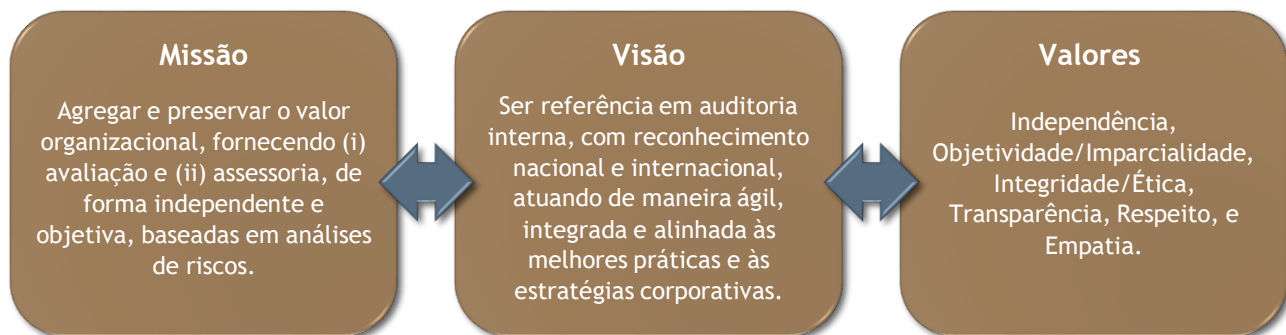 Missão
Agregar e preservar o valor
organizacional, fornecendo (i)
avaliação e (ii) assessoria, de
forma independente e
objetiva, baseadas em análises
de riscos.
Visão
Ser referência em auditoria
interna, com reconhecimento
nacional e internacional,
atuando de maneira ágil,
integrada e alinhada às
melhores práticas e às
estratégias corporativas.
Valores
Independência,
Objetividade/Imparcialidade,
Integridade/Ética,
Transparência, Respeito, e
Empatia.